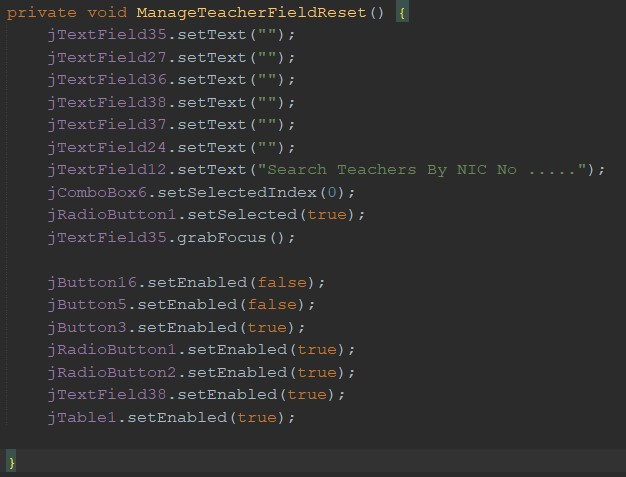 private void ManageTeacherFieldReset() {
    jTextField35.setText("");
    jTextField27.setText("");
    jTextField36.setText("");
    jTextField38.setText("");
    jTextField37.setText("");
    jTextField24.setText("");
    jTextField12.setText("Search Teachers By NIC No .....");
    jComboBox6.setSelectedIndex(0);
    jRadioButton1.setSelected(true);
    jTextField35.grabFocus();

    jButton16.setEnabled(false);
    jButton5.setEnabled(false);
    jButton3.setEnabled(true);
    jRadioButton1.setEnabled(true);
    jRadioButton2.setEnabled(true);
    jTextField38.setEnabled(true);
    jTable1.setEnabled(true);

}